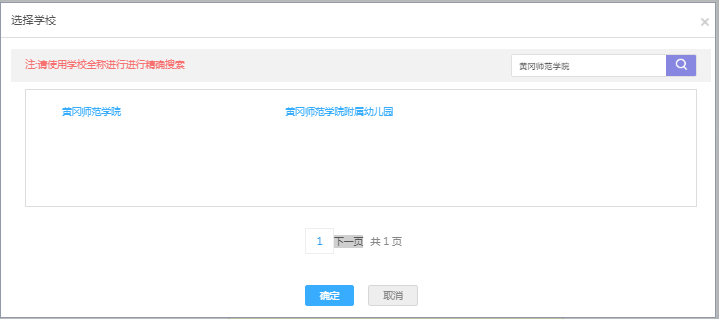 选择学校
注:请使用学校全称进行进行精确搜索
黄冈师范学院
黄冈师范学院 黄冈师范学院附属幼儿园
1 下一页 共 1 页
确定 取消